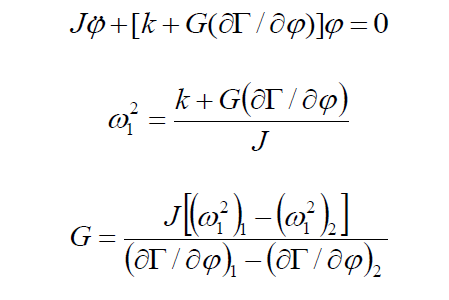 Jφ̈ + [k + G(∂Γ / ∂φ)]φ = 0
ω₁² = (k + G(∂Γ / ∂φ)) / J
G = J[(ω₁²)₁ − (ω₁²)₂] / ((∂Γ / ∂φ)₁ − (∂Γ / ∂φ)₂)